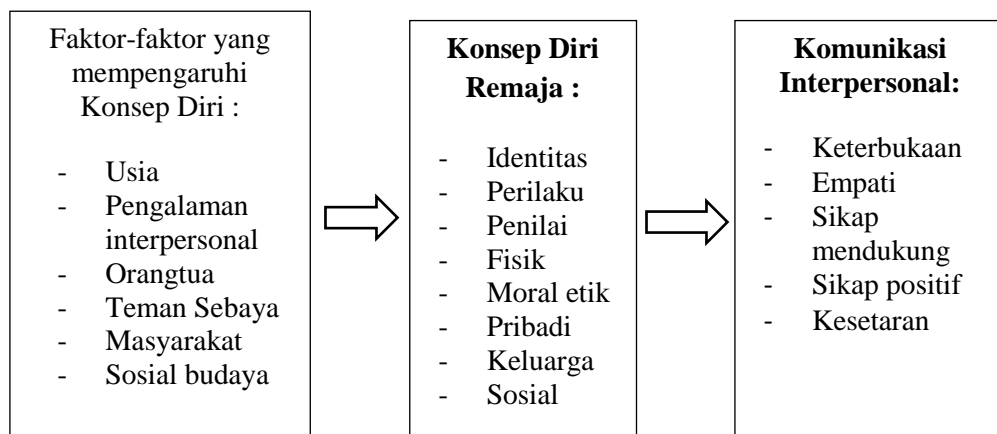 Faktor-faktor yang
mempengaruhi
Konsep Diri :
- Usia
- Pengalaman
interpersonal
- Orangtua
- Teman Sebaya
- Masyarakat
- Sosial budaya
Konsep Diri
Remaja :
- Identitas
- Perilaku
- Penilai
- Fisik
- Moral etik
- Pribadi
- Keluarga
- Sosial
Komunikasi
Interpersonal:
- Keterbukaan
- Empati
- Sikap
mendukung
- Sikap positif
- Kesetaran